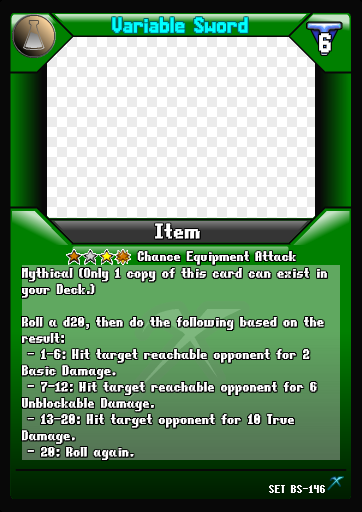 Variable Sword
6
Item
Chance Equipment Attack
Mythical (Only 1 copy of this card can exist in
your Deck.)
Roll a d20, then do the following based on the
result:
- 1-6: Hit target reachable opponent for 2
Basic Damage.
- 7-12: Hit target reachable opponent for 6
Unblockable Damage.
- 13-20: Hit target opponent for 10 True
Damage.
- 20: Roll again.
SET BS-146